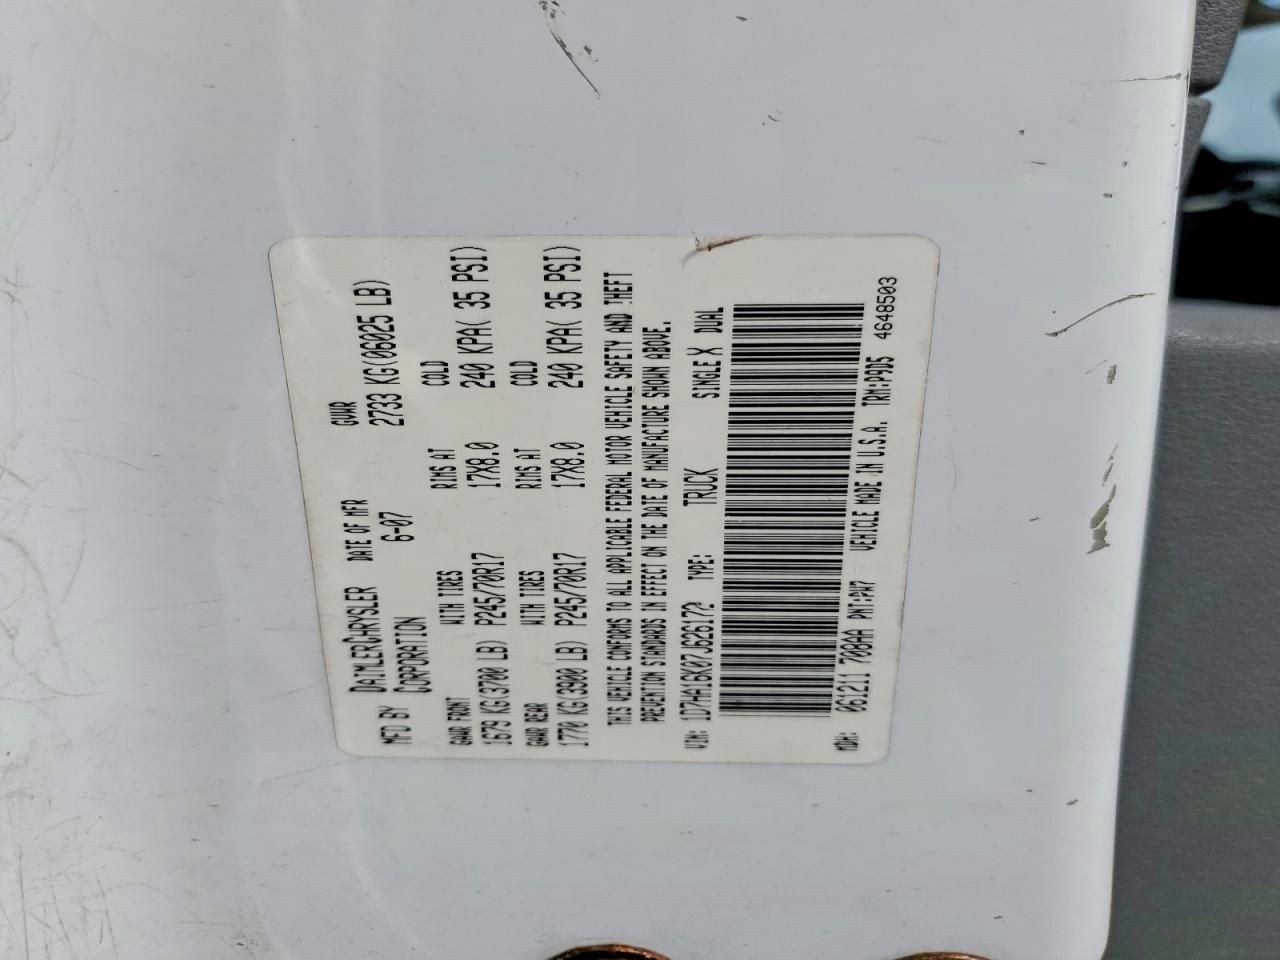 MFD BY DAIMLERCHRYSLER CORPORATION
DATE OF MFR 6-07
GVWR 2733 KG(06025 LB)
GAWR FRONT WITH TIRES RIMS AT COLD
1679 KG(3700 LB) P245/70R17 17X8.0 240 KPA( 35 PSI)
GAWR REAR WITH TIRES RIMS AT COLD
1770 KG(3900 LB) P245/70R17 17X8.0 240 KPA( 35 PSI)
THIS VEHICLE CONFORMS TO ALL APPLICABLE FEDERAL MOTOR VEHICLE SAFETY AND THEFT
PREVENTION STANDARDS IN EFFECT ON THE DATE OF MANUFACTURE SHOWN ABOVE.
VIN: 1D7HA16K07J626172 TYPE: TRUCK SINGLE X DUAL
MDH: 061211 708AA PNT:PW7 VEHICLE MADE IN U.S.A. TRM:P9D5 4648503